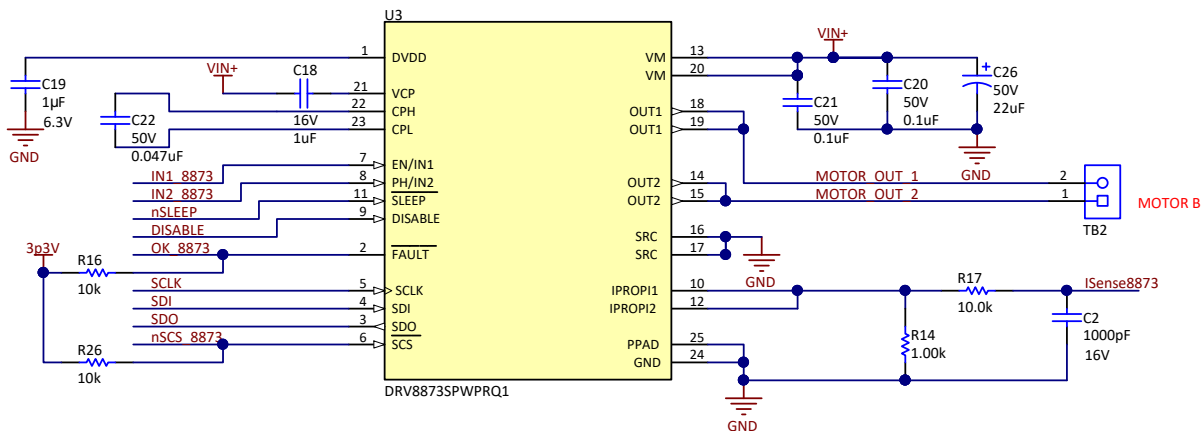 U3
1 DVDD
VM 13
VIN+
VIN+
C19
1µF
6.3V
GND
C18
16V
1uF
21 VCP
VM 20
C20
50V
0.1uF
+
C26
50V
22uF
C22
50V
0.047uF
22 CPH
OUT1 18
C21
50V
0.1uF
23 CPL
OUT1 19
GND
IN1_8873
7 EN/IN1
IN2_8873
8 PH/IN2
OUT2 14
MOTOR_OUT_1
2
nSLEEP
11 SLEEP
OUT2 15
MOTOR_OUT_2
1
MOTOR B
TB2
DISABLE
9 DISABLE
SRC 16
3p3V
OK_8873
2 FAULT
SRC 17
GND
R16
10k
SCLK
5 SCLK
IPROPI1 10
R17
10.0k
ISense8873
SDI
4 SDI
IPROPI2 12
SDO
3 SDO
C2
1000pF
16V
nSCS_8873
6 SCS
PPAD 25
R14
1.00k
R26
10k
GND 24
DRV8873SPWPRQ1
GND